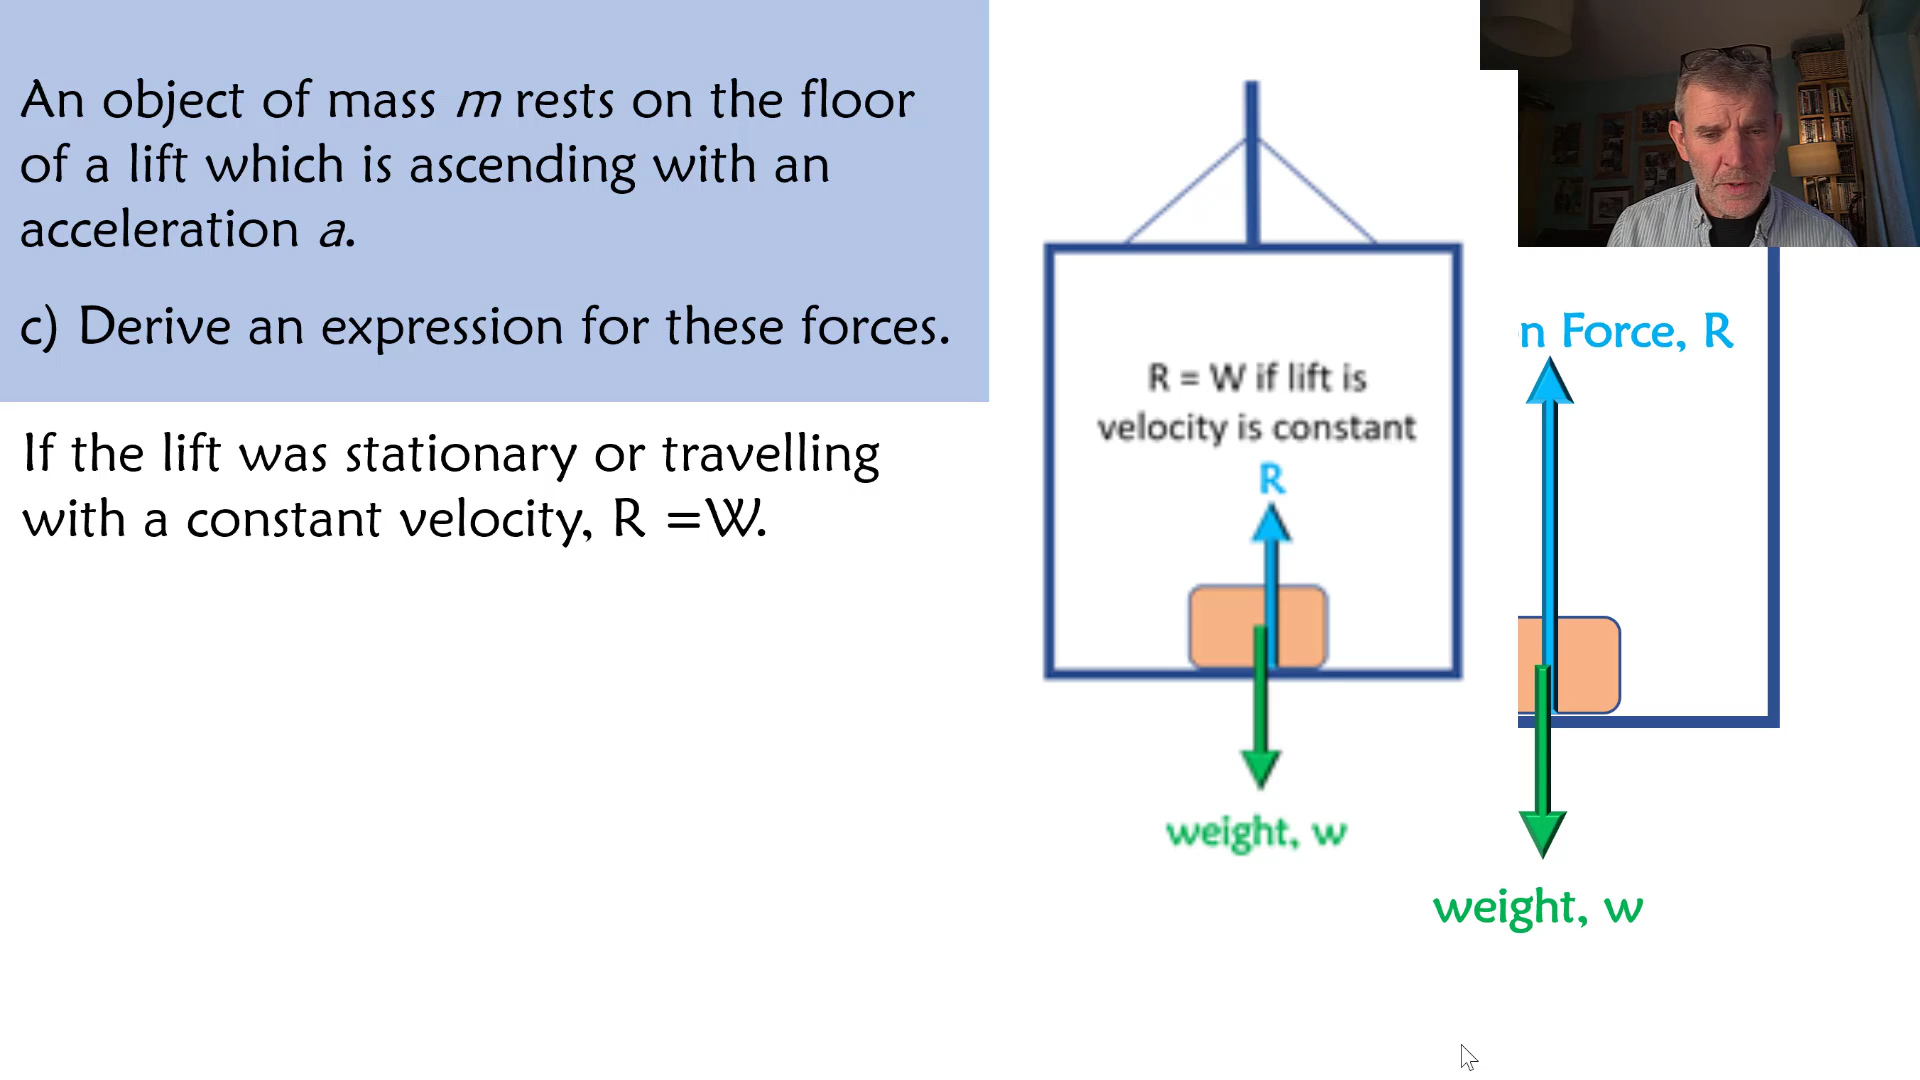 An object of mass m rests on the floor
of a lift which is ascending with an
acceleration a.
c) Derive an expression for these forces.
If the lift was stationary or travelling
with a constant velocity, R =W.
R = W if lift is
velocity is constant
R
weight, w
n Force, R
weight, w